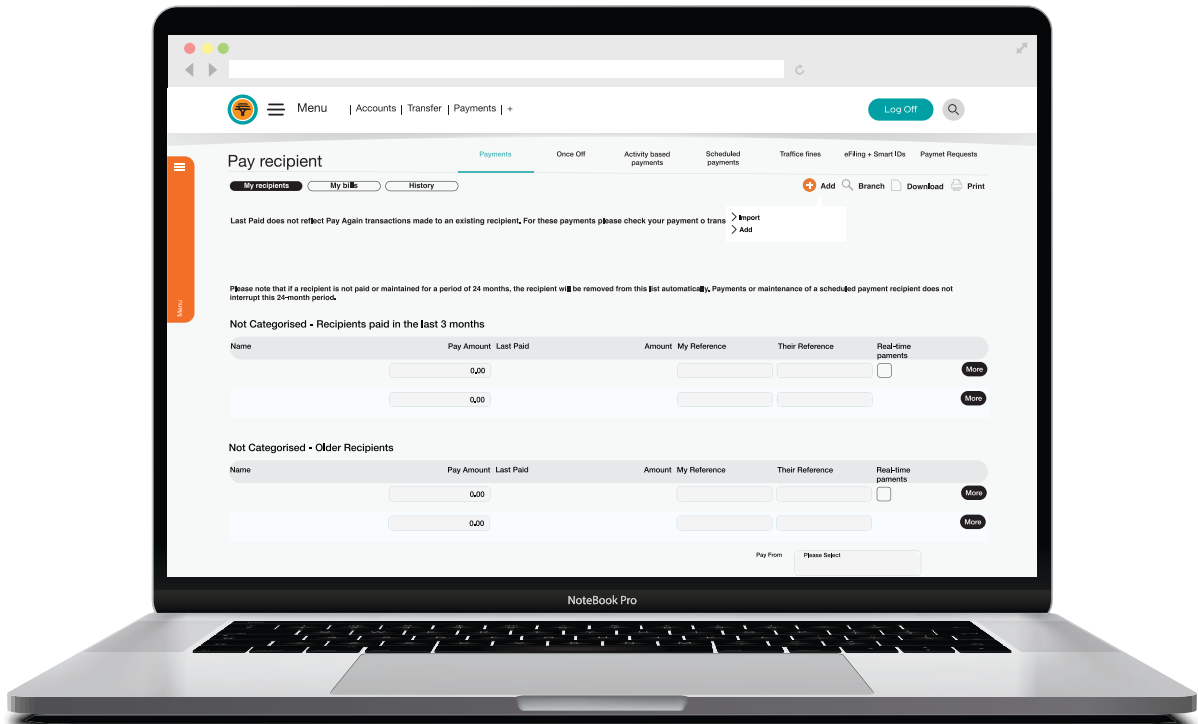 Menu | Accounts | Transfer | Payments | +
Log Off
Pay recipient
Payments
Once Off
Activity based
payments
Scheduled
payments
Traffice fines
eFiling + Smart IDs
Paymet Requests
My recipients
My bills
History
Add
Branch
Download
Print
Import
Add
Last Paid does not reflect Pay Again transactions made to an existing recipient. For these payments please check your payment o trans
Please note that if a recipient is not paid or maintained for a period of 24 months, the recipient will be removed from this list automatically. Payments or maintenance of a scheduled payment recipient does not
interrupt this 24-month period.
Menu
Not Categorised - Recipients paid in the last 3 months
Name Pay Amount Last Paid Amount My Reference Their Reference Real-time
paments
0.00 More
0.00 More
Not Categorised - Older Recipients
Name Pay Amount Last Paid Amount My Reference Their Reference Real-time
paments
0.00 More
0.00 More
Pay From Please Select
NoteBook Pro